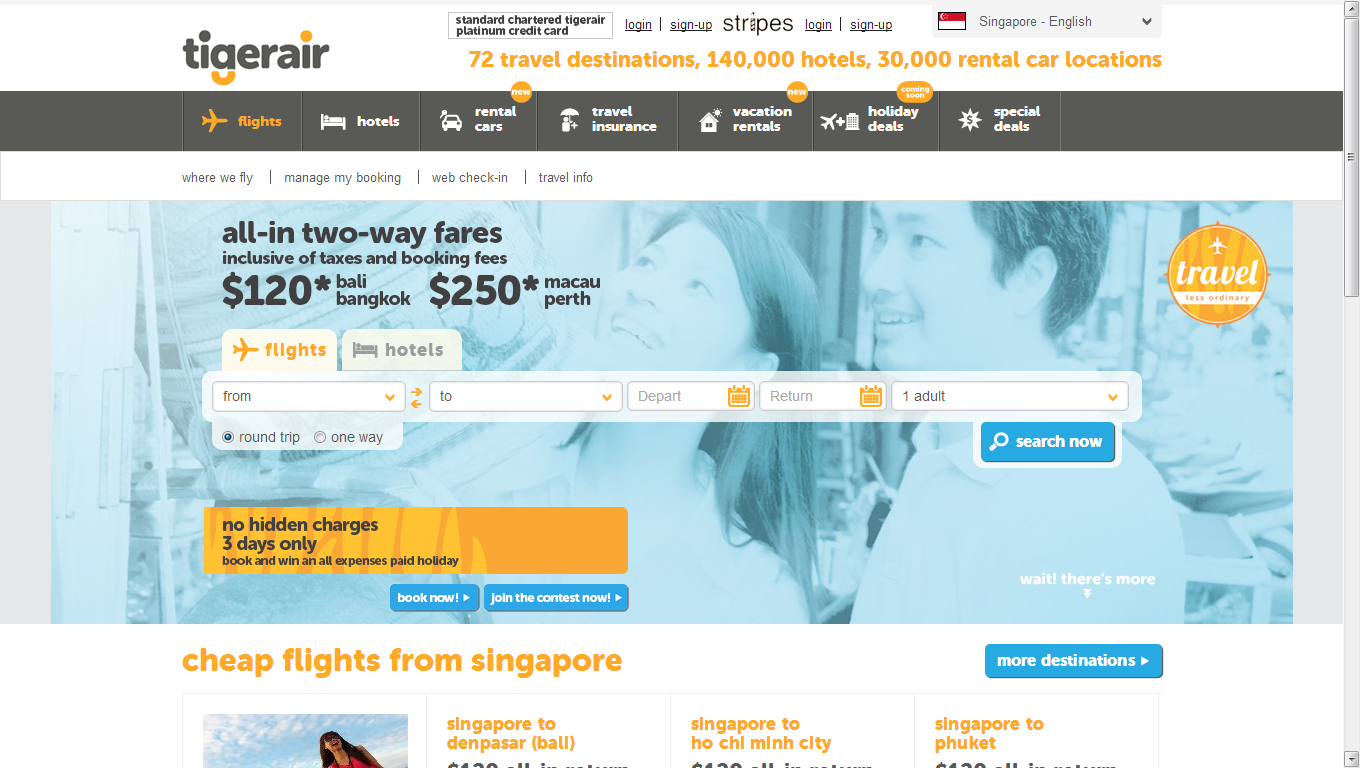 standard chartered tigerair
platinum credit card
login | sign-up
stripes
login | sign-up
Singapore - English
tigerair
72 travel destinations, 140,000 hotels, 30,000 rental car locations
flights
hotels
new
rental
cars
travel
insurance
new
vacation
rentals
coming
soon
holiday
deals
special
deals
where we fly | manage my booking | web check-in | travel info
all-in two-way fares
inclusive of taxes and booking fees
$120* bali
bangkok
$250* macau
perth
travel
less ordinary
flights
hotels
from
to
Depart
Return
1 adult
round trip
one way
search now
no hidden charges
3 days only
book and win an all expenses paid holiday
book now!
join the contest now!
wait! there's more
cheap flights from singapore
more destinations
singapore to
denpasar (bali)
$120 all-in return
singapore to
ho chi minh city
$120 all-in return
singapore to
phuket
$120 all-in return